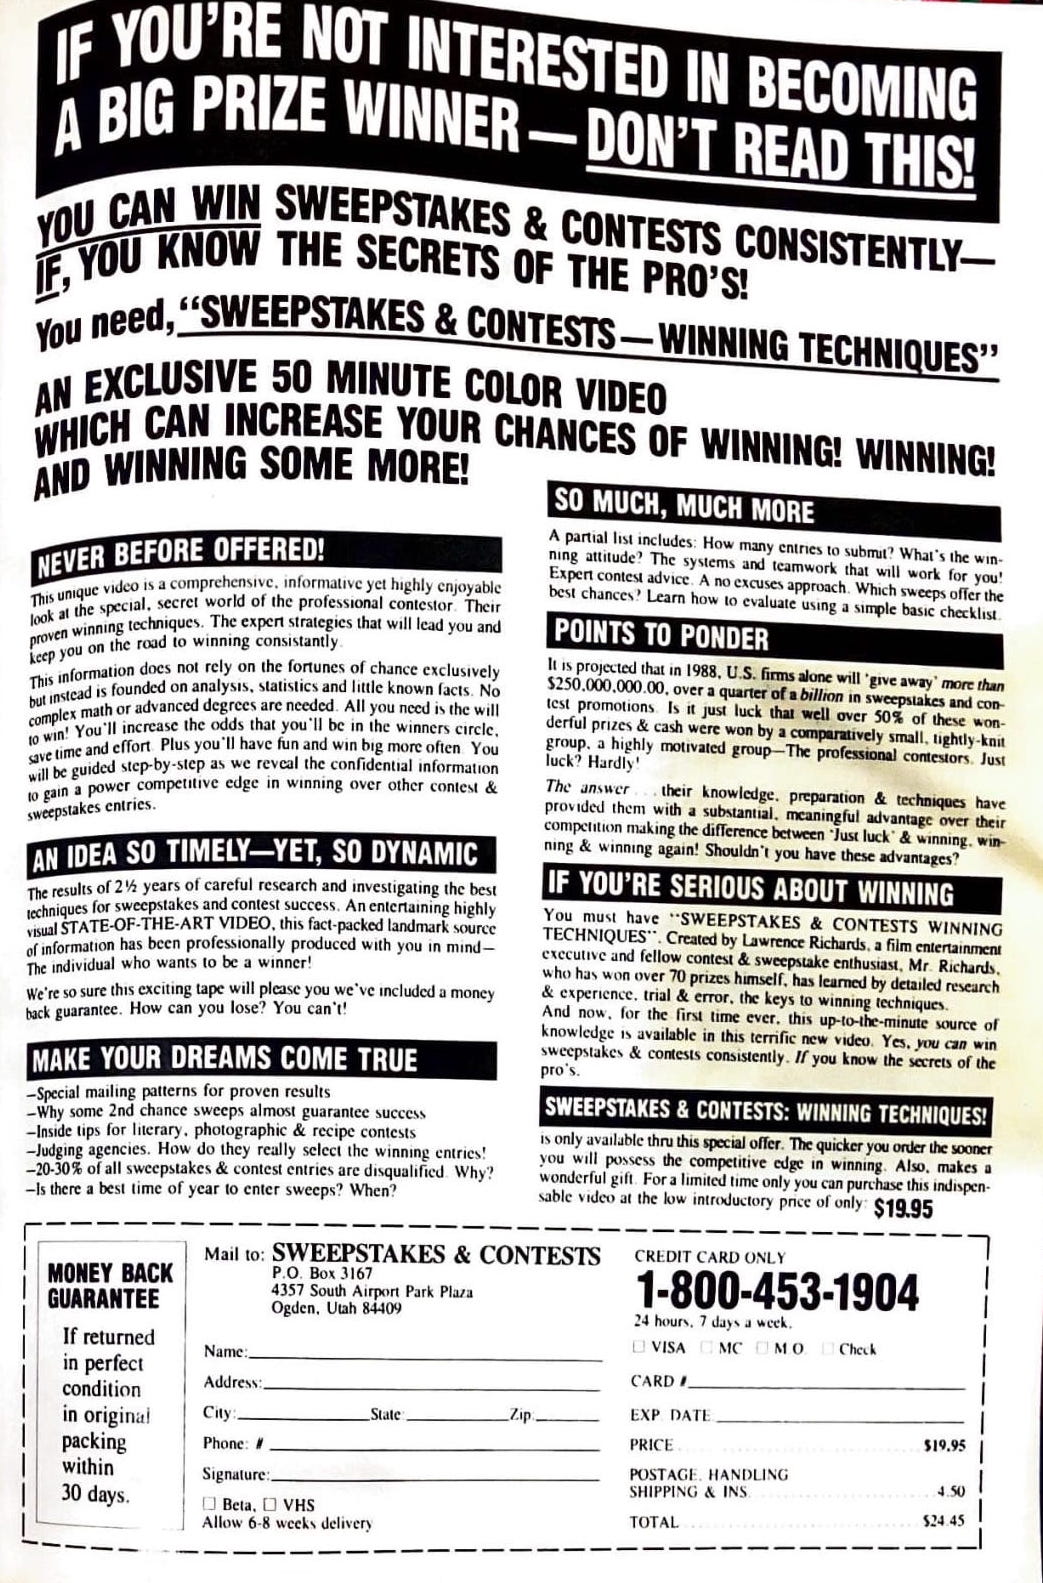 IF YOU'RE NOT INTERESTED IN BECOMING
A BIG PRIZE WINNER—DON'T READ THIS!
YOU CAN WIN SWEEPSTAKES & CONTESTS CONSISTENTLY—
IF, YOU KNOW THE SECRETS OF THE PRO'S!
You need, "SWEEPSTAKES & CONTESTS—WINNING TECHNIQUES"
AN EXCLUSIVE 50 MINUTE COLOR VIDEO
WHICH CAN INCREASE YOUR CHANCES OF WINNING! WINNING!
AND WINNING SOME MORE!
NEVER BEFORE OFFERED!
This unique video is a comprehensive, informative yet highly enjoyable
look at the special, secret world of the professional contestor. Their
proven winning techniques. The expert strategies that will lead you and
keep you on the road to winning consistantly.
This information does not rely on the fortunes of chance exclusively
but instead is founded on analysis, statistics and little known facts. No
complex math or advanced degrees are needed. All you need is the will
to win! You'll increase the odds that you'll be in the winners circle,
save time and effort. Plus you'll have fun and win big more often. You
will be guided step-by-step as we reveal the confidential information
to gain a power competitive edge in winning over other contest &
sweepstakes entries.
AN IDEA SO TIMELY—YET, SO DYNAMIC
The results of 2½ years of careful research and investigating the best
techniques for sweepstakes and contest success. An entertaining highly
visual STATE-OF-THE-ART VIDEO, this fact-packed landmark source
of information has been professionally produced with you in mind—
The individual who wants to be a winner!
We're so sure this exciting tape will please you we've included a money
back guarantee. How can you lose? You can't!
MAKE YOUR DREAMS COME TRUE
–Special mailing patterns for proven results
–Why some 2nd chance sweeps almost guarantee success
–Inside tips for literary, photographic & recipe contests
–Judging agencies. How do they really select the winning entries!
–20-30% of all sweepstakes & contest entries are disqualified. Why?
–Is there a best time of year to enter sweeps? When?
SO MUCH, MUCH MORE
A partial list includes: How many entries to submit? What's the win-
ning attitude? The systems and teamwork that will work for you!
Expert contest advice. A no excuses approach. Which sweeps offer the
best chances? Learn how to evaluate using a simple basic checklist.
POINTS TO PONDER
It is projected that in 1988, U.S. firms alone will 'give away' more than
$250,000,000.00, over a quarter of a billion in sweepstakes and con-
test promotions. Is it just luck that well over 50% of these won-
derful prizes & cash were won by a comparatively small, tightly-knit
group, a highly motivated group—The professional contestors. Just
luck? Hardly!
The answer . . . their knowledge, preparation & techniques have
provided them with a substantial, meaningful advantage over their
competition making the difference between 'Just luck' & winning, win-
ning & winning again! Shouldn't you have these advantages?
IF YOU'RE SERIOUS ABOUT WINNING
You must have "SWEEPSTAKES & CONTESTS WINNING
TECHNIQUES". Created by Lawrence Richards, a film entertainment
executive and fellow contest & sweepstake enthusiast, Mr. Richards,
who has won over 70 prizes himself, has learned by detailed research
& experience, trial & error, the keys to winning techniques.
And now, for the first time ever, this up-to-the-minute source of
knowledge is available in this terrific new video. Yes, you can win
sweepstakes & contests consistently. If you know the secrets of the
pro's.
SWEEPSTAKES & CONTESTS: WINNING TECHNIQUES!
is only available thru this special offer. The quicker you order the sooner
you will possess the competitive edge in winning. Also, makes a
wonderful gift. For a limited time only you can purchase this indispen-
sable video at the low introductory price of only: $19.95
MONEY BACK
GUARANTEE
If returned
in perfect
condition
in original
packing
within
30 days.
Mail to: SWEEPSTAKES & CONTESTS
P.O. Box 3167
4357 South Airport Park Plaza
Ogden, Utah 84409
Name:
Address:
City: State: Zip:
Phone: #
Signature:
☐ Beta, ☐ VHS
Allow 6-8 weeks delivery
CREDIT CARD ONLY
1-800-453-1904
24 hours, 7 days a week.
☐ VISA ☐ MC ☐ M.O. ☐ Check
CARD #
EXP. DATE
PRICE $19.95
POSTAGE, HANDLING
SHIPPING & INS. 4.50
TOTAL $24.45